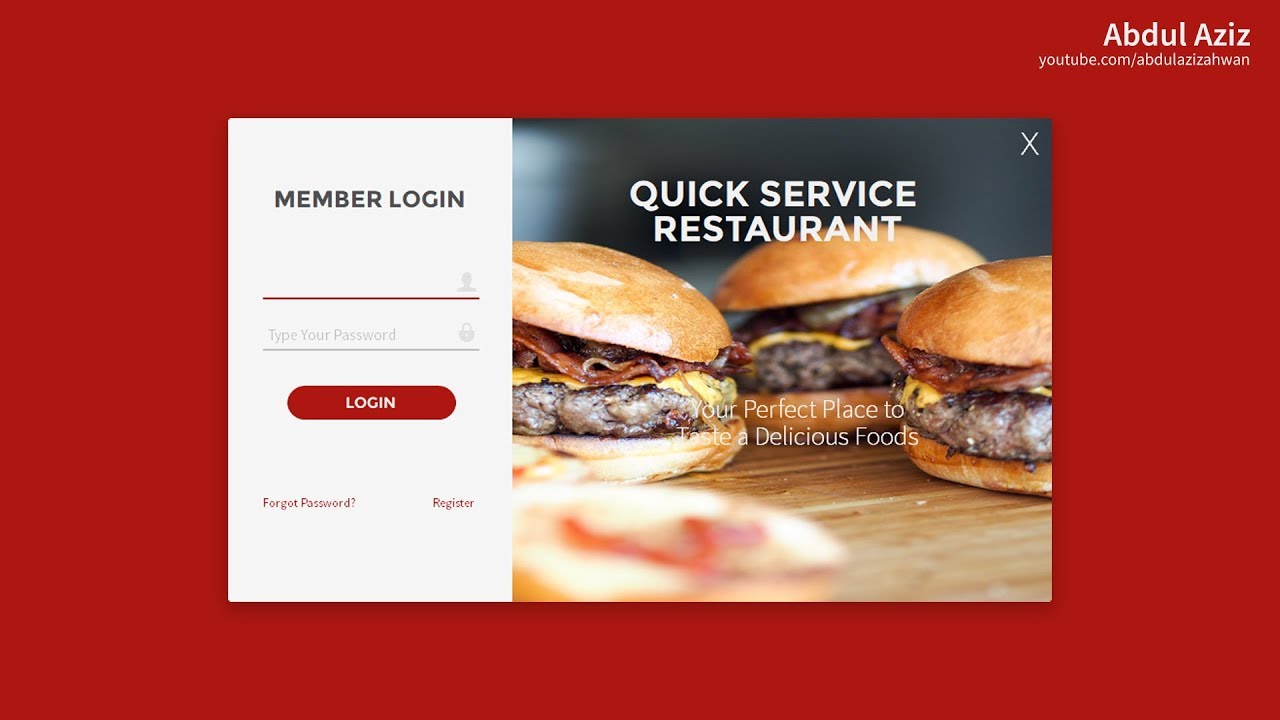 Abdul Aziz
youtube.com/abdulazizahwan
X
MEMBER LOGIN
QUICK SERVICE
RESTAURANT
Type Your Password
LOGIN
Your Perfect Place to
Taste a Delicious Foods
Forgot Password?
Register